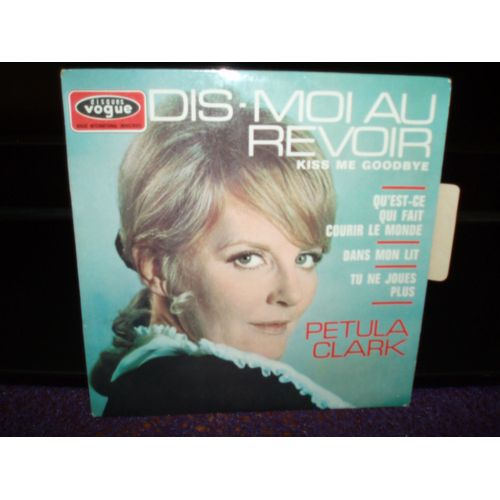 DISQUES
vogue
DIS-MOI AU
REVOIR
KISS ME GOODBYE
QU'EST-CE
QUI FAIT
COURIR LE MONDE
DANS MON LIT
TU NE JOUES
PLUS
PETULA
CLARK